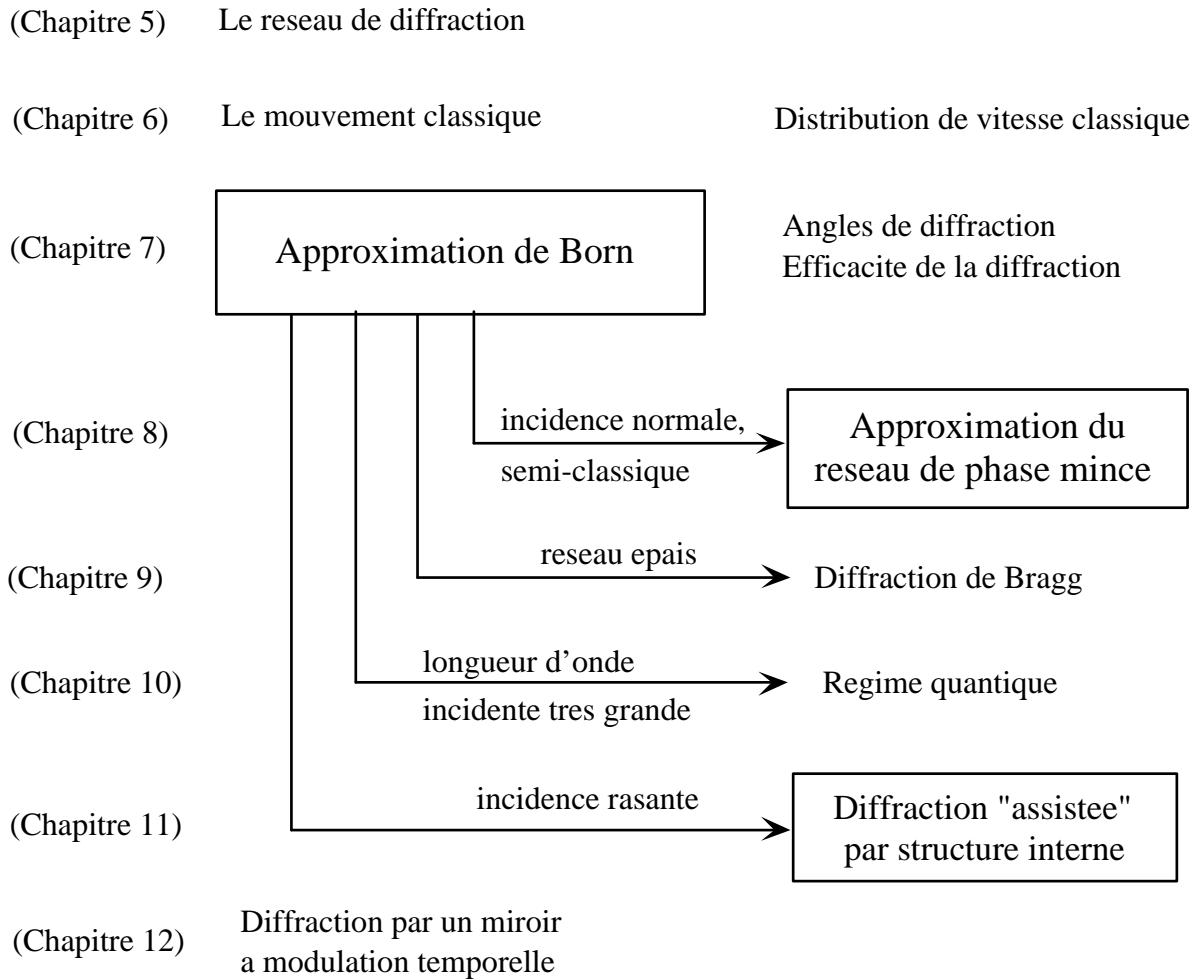 (Chapitre 5) Le reseau de diffraction
(Chapitre 6) Le mouvement classique Distribution de vitesse classique
(Chapitre 7) Approximation de Born
Angles de diffraction
Efficacite de la diffraction
(Chapitre 8)
incidence normale,
semi-classique
Approximation du
reseau de phase mince
(Chapitre 9)
reseau epais
Diffraction de Bragg
(Chapitre 10)
longueur d’onde
incidente tres grande
Regime quantique
(Chapitre 11)
incidence rasante
Diffraction "assistee"
par structure interne
(Chapitre 12)
Diffraction par un miroir
a modulation temporelle